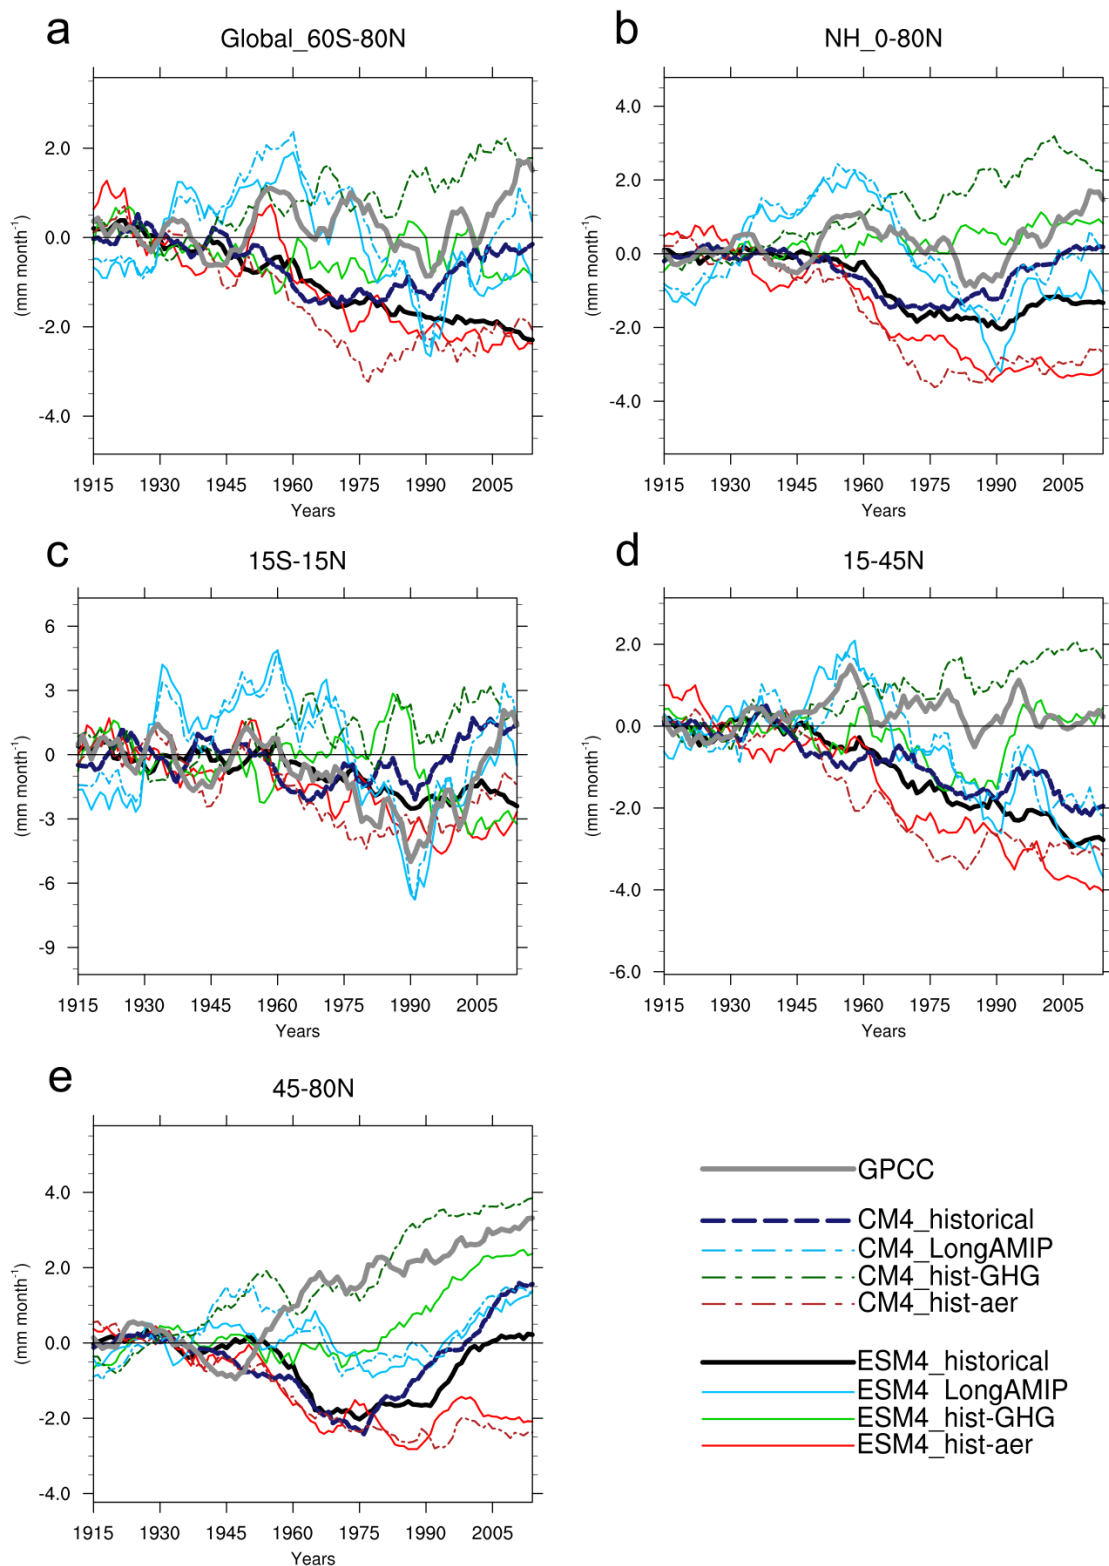 a
Global_60S-80N
(mm month-1)
2.0
0.0
-2.0
-4.0
1915 1930 1945 1960 1975 1990 2005
Years
b
NH_0-80N
(mm month-1)
4.0
2.0
0.0
-2.0
-4.0
1915 1930 1945 1960 1975 1990 2005
Years
c
15S-15N
(mm month-1)
6
3
0
-3
-6
-9
1915 1930 1945 1960 1975 1990 2005
Years
d
15-45N
(mm month-1)
2.0
0.0
-2.0
-4.0
-6.0
1915 1930 1945 1960 1975 1990 2005
Years
e
45-80N
(mm month-1)
4.0
2.0
0.0
-2.0
-4.0
1915 1930 1945 1960 1975 1990 2005
Years
GPCC
CM4_historical
CM4_LongAMIP
CM4_hist-GHG
CM4_hist-aer
ESM4_historical
ESM4_LongAMIP
ESM4_hist-GHG
ESM4_hist-aer